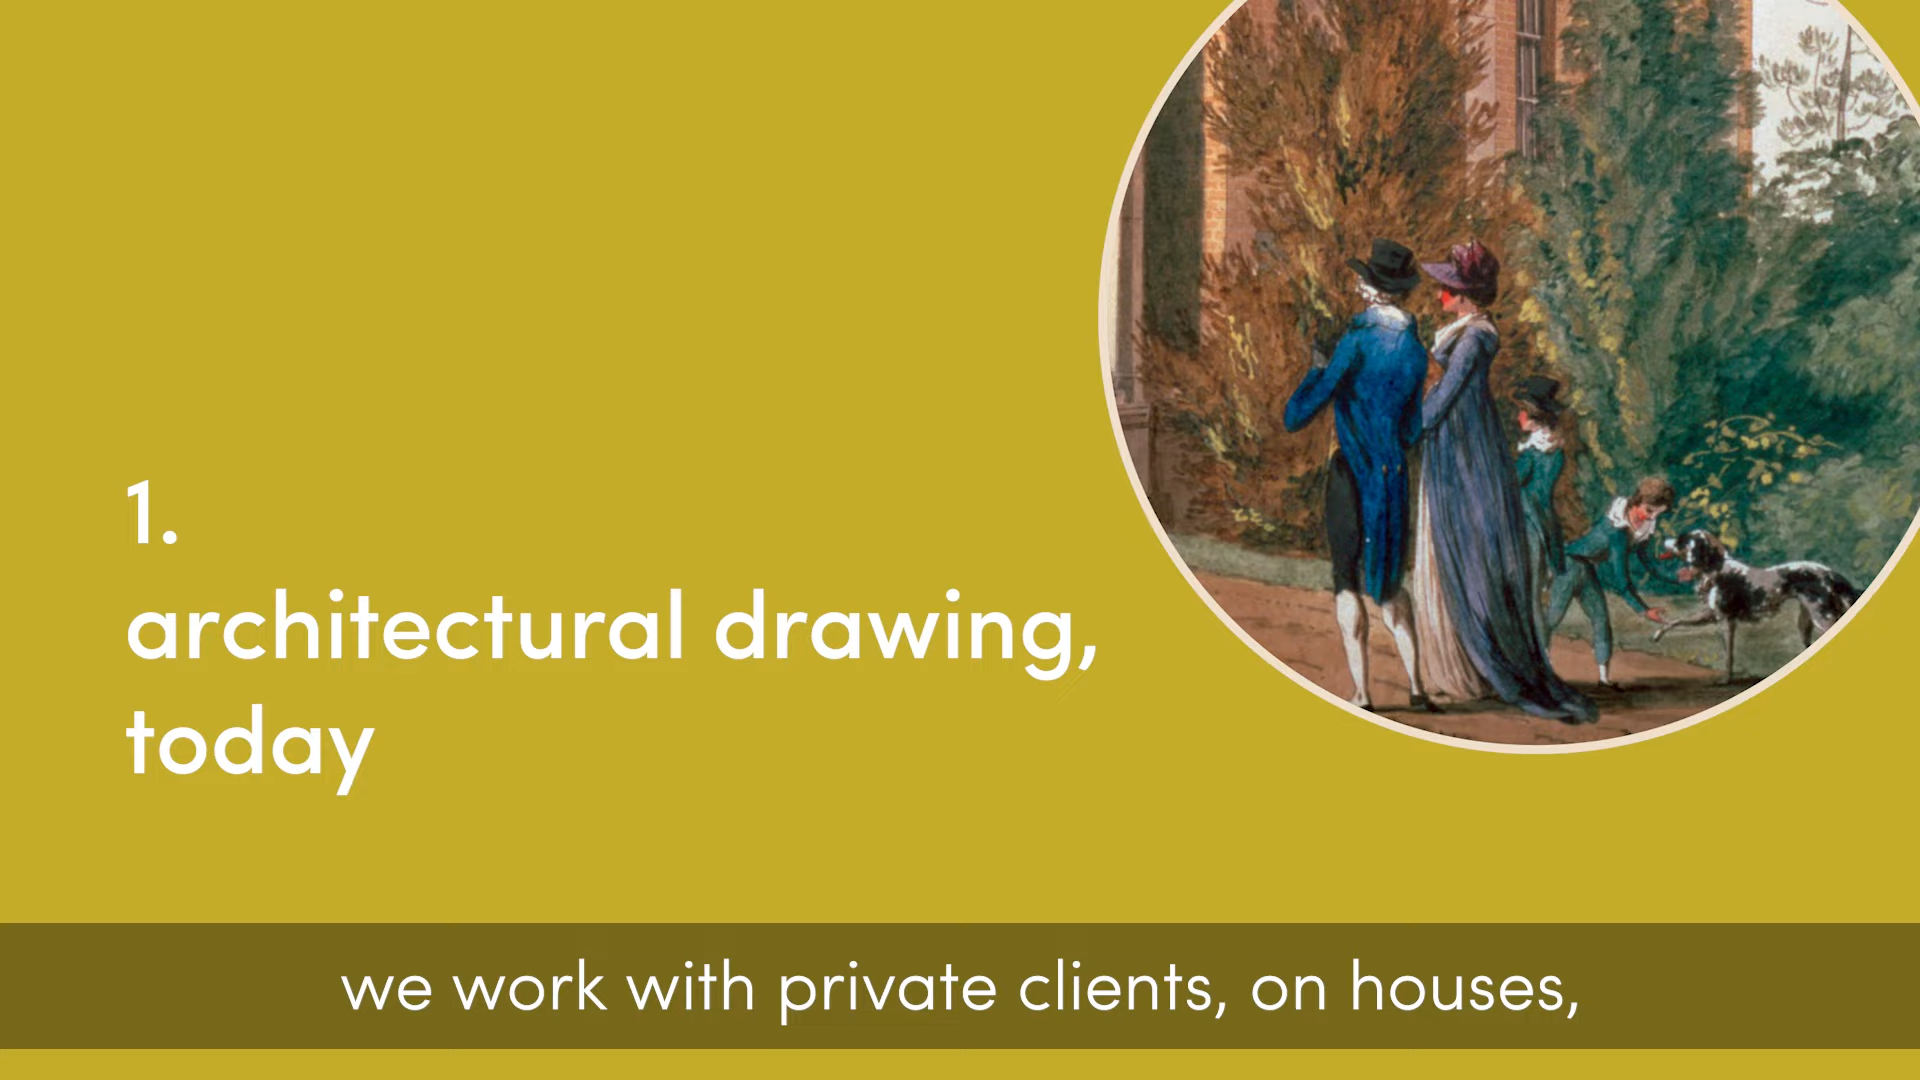 1.
architectural drawing,
today
we work with private clients, on houses,